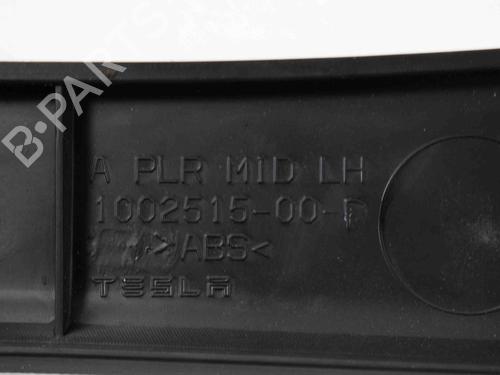 B·PARTS
A PLR MID LH
1002515-00-
>ABS<
TESLA